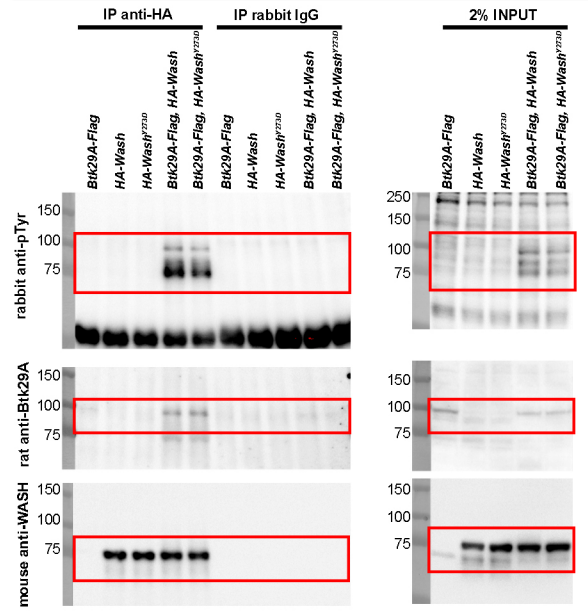 IP anti-HA
IP rabbit IgG
2% INPUT
Btk29A-Flag
HA-Wash
HA-Wash^Y273D
Btk29A-Flag, HA-Wash
Btk29A-Flag, HA-Wash^Y273D
Btk29A-Flag
HA-Wash
HA-Wash^Y273D
Btk29A-Flag, HA-Wash
Btk29A-Flag, HA-Wash^Y273D
Btk29A-Flag
HA-Wash
HA-Wash^Y273D
Btk29A-Flag, HA-Wash
Btk29A-Flag, HA-Wash^Y273D
rabbit anti-pTyr
150
100
75
250
150
100
75
rat anti-Btk29A
150
100
75
150
100
75
mouse anti-WASH
150
100
75
150
100
75